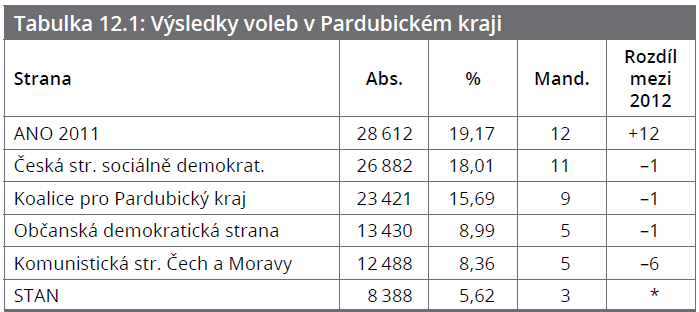 Tabulka 12.1: Výsledky voleb v Pardubickém kraji
Strana Abs. % Mand. Rozdíl mezi 2012
ANO 2011 28 612 19,17 12 +12
Česká str. sociálně demokrat. 26 882 18,01 11 –1
Koalice pro Pardubický kraj 23 421 15,69 9 –1
Občanská demokratická strana 13 430 8,99 5 –1
Komunistická str. Čech a Moravy 12 488 8,36 5 –6
STAN 8 388 5,62 3 *